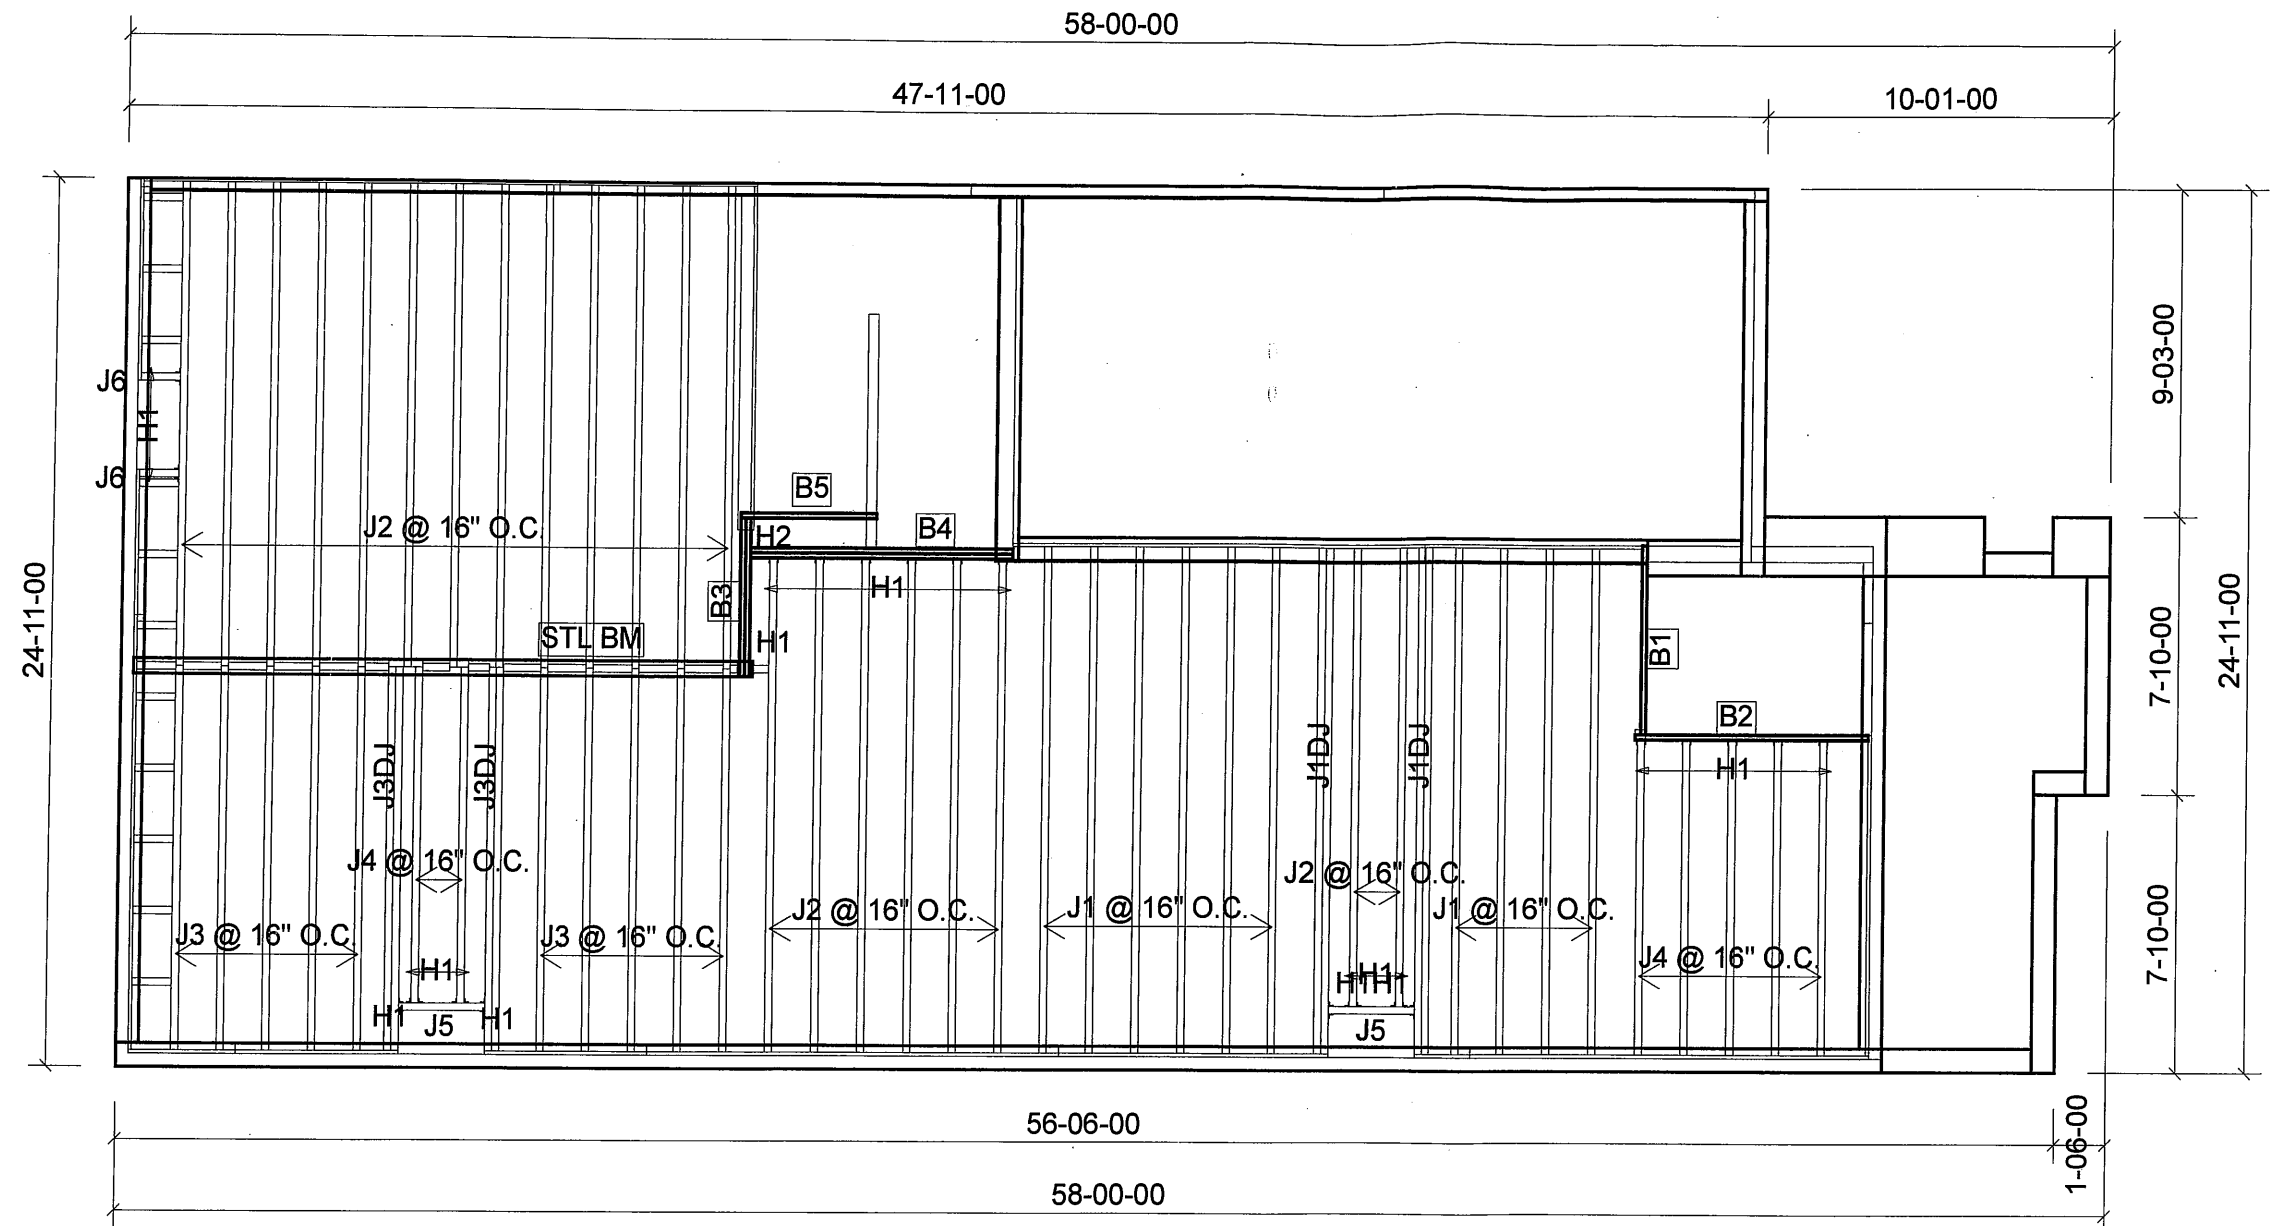 58-00-00
47-11-00
10-01-00
24-11-00
9-03-00
J6
H1
J6
B5
J2 @ 16" O.C.
H2
B4
H1
B3
STL BM
H1
B1
7-10-00
24-11-00
B2
H1
J3DJ
J3DJ
J1DJ
J1DJ
J4 @ 16" O.C.
J2 @ 16" O.C.
J3 @ 16" O.C.
J3 @ 16" O.C.
J2 @ 16" O.C.
J1 @ 16" O.C.
J1 @ 16" O.C.
J4 @ 16" O.C.
7-10-00
H1
H1
H1
H1
H1
J5
H1
J5
56-06-00
1-06-00
58-00-00